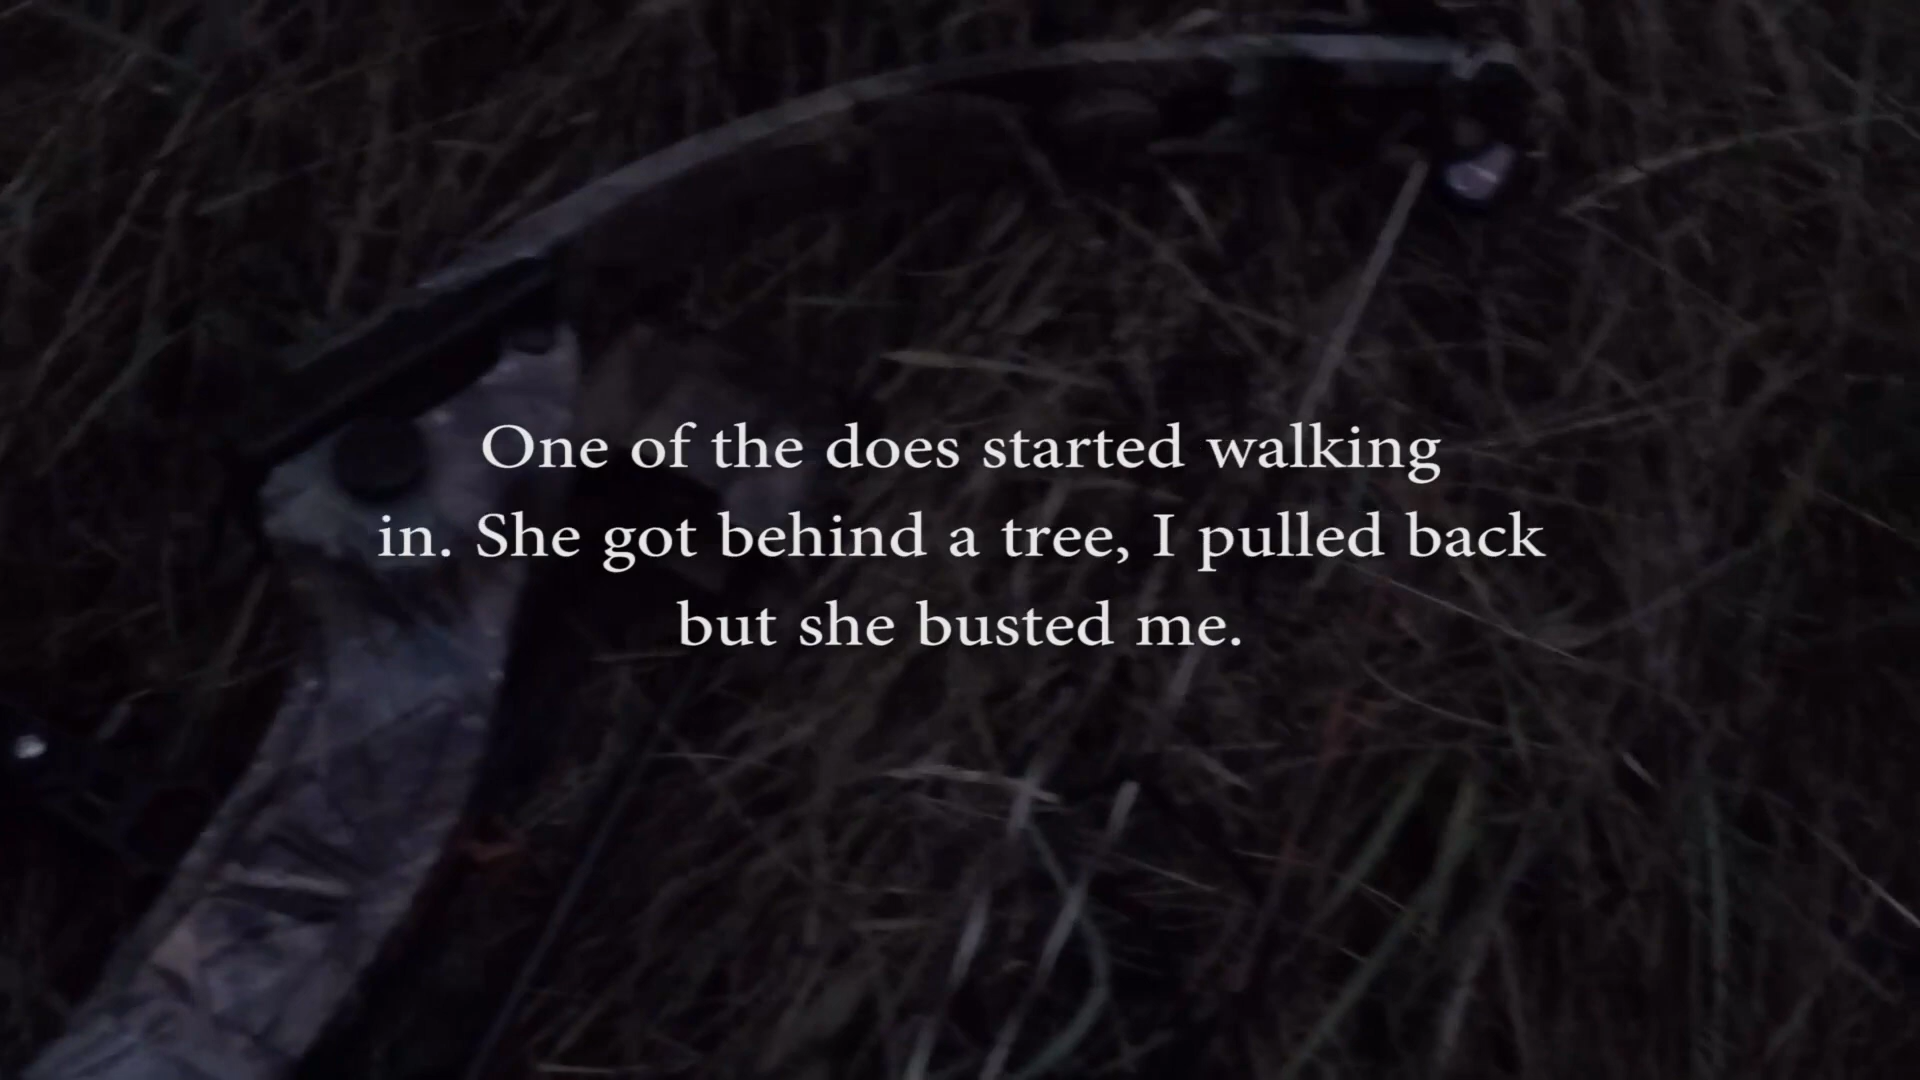 One of the does started walking
in. She got behind a tree, I pulled back
but she busted me.